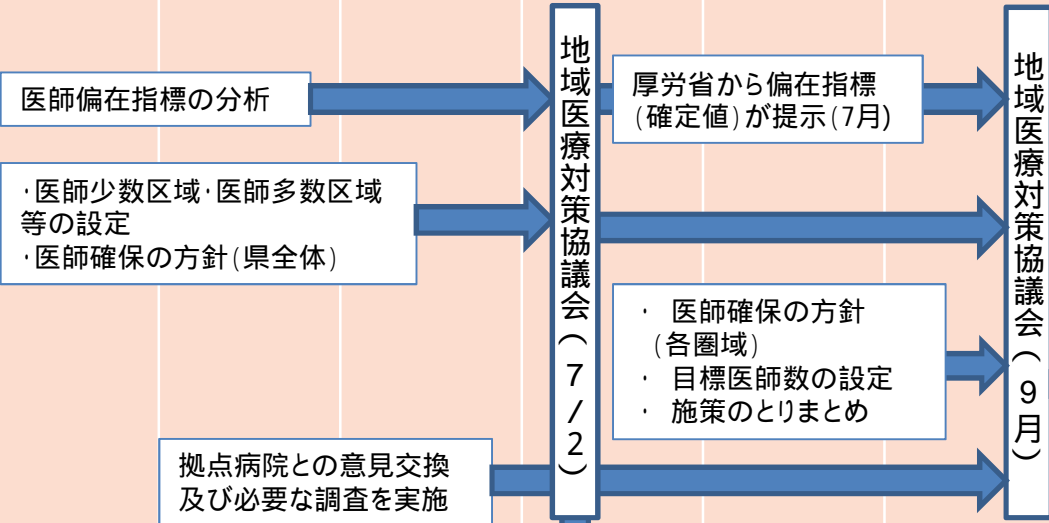 医師偏在指標の分析
・医師少数区域・医師多数区域
等の設定
・医師確保の方針(県全体)
拠点病院との意見交換
及び必要な調査を実施
地域医療対策協議会(7/2)
厚労省から偏在指標
(確定値)が提示(7月)
・ 医師確保の方針
(各圏域)
・ 目標医師数の設定
・ 施策のとりまとめ
地域医療対策協議会(9月)